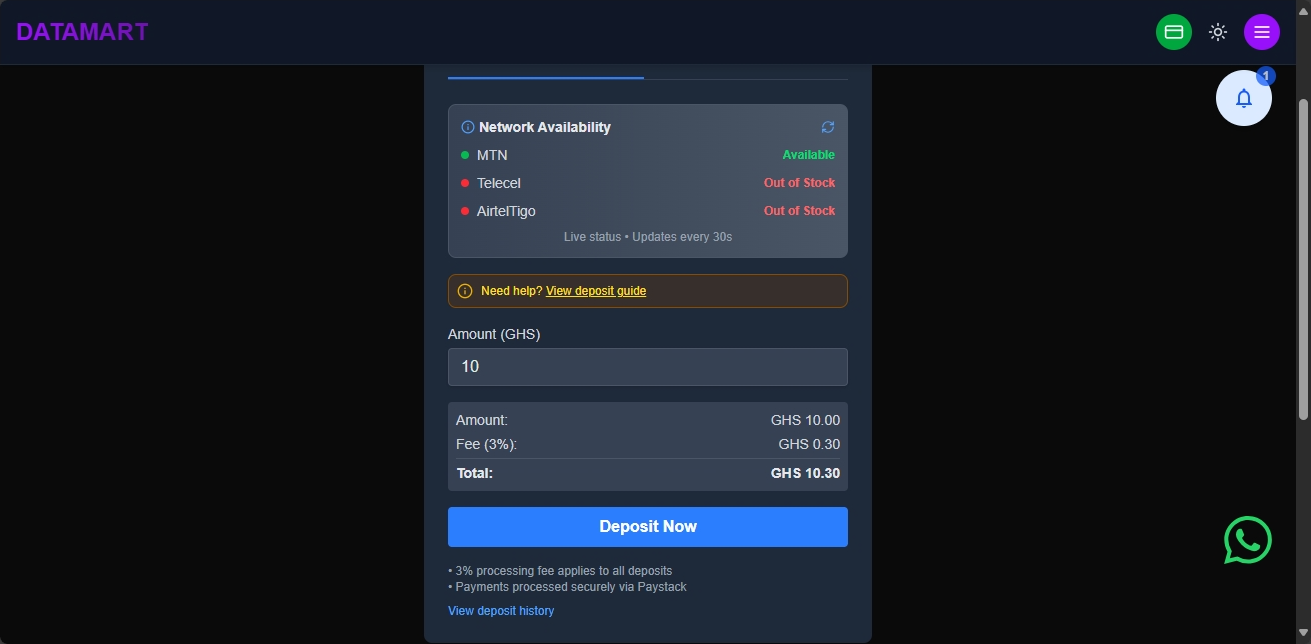 DATAMART
1
Network Availability
MTN Available
Telecel Out of Stock
AirtelTigo Out of Stock
Live status • Updates every 30s
Need help? View deposit guide
Amount (GHS)
10
Amount: GHS 10.00
Fee (3%): GHS 0.30
Total: GHS 10.30
Deposit Now
• 3% processing fee applies to all deposits
• Payments processed securely via Paystack
View deposit history